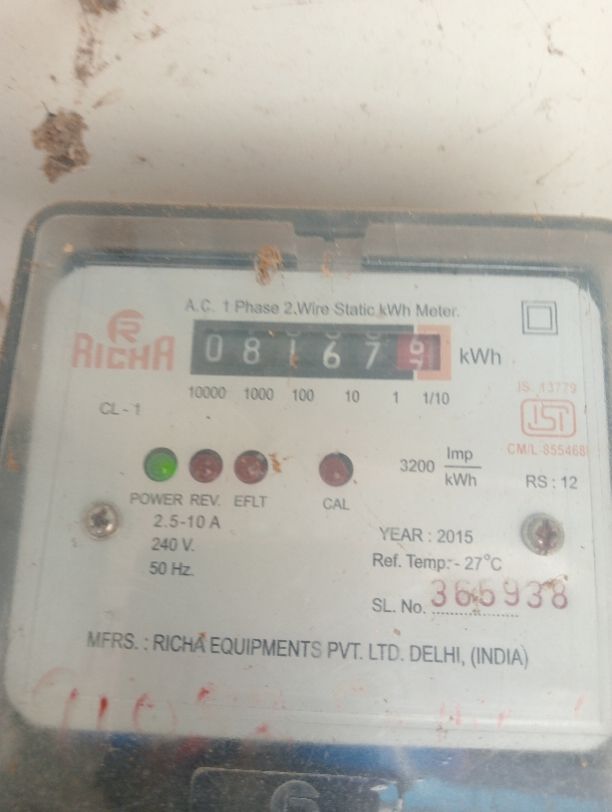 A.C. 1 Phase 2.Wire Static kWh Meter.
RICHA
0 8 1 6 7 kWh
10000 1000 100 10 1 1/10
CL - 1
IS. 13779
ISI
CM/L-8554681
3200 Imp
kWh
RS : 12
POWER REV. EFLT CAL
2.5-10 A
240 V.
50 Hz.
YEAR : 2015
Ref. Temp:- 27°C
SL. No. 365938
MFRS. : RICHA EQUIPMENTS PVT. LTD. DELHI, (INDIA)